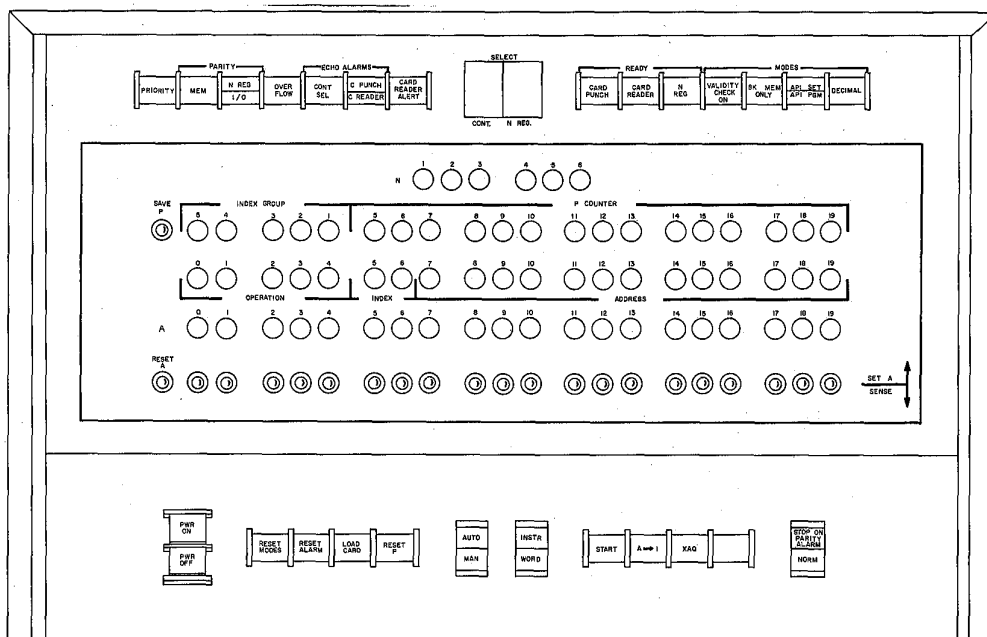 SELECT
PARITY ECHO ALARMS READY MODES
PRIORITY MEM N REG I/O OVER FLOW CONT SEL C PUNCH C READER CARD READER ALERT
CARD PUNCH CARD READER N REG VALIDITY CHECK ON 8K MEM ONLY API SET API PGM DECIMAL
CONT. N REG.
1 2 3 4 5 6
N
SAVE P INDEX GROUP P COUNTER
5 4 3 2 1 5 6 7 8 9 10 11 12 13 14 15 16 17 18 19
0 1 2 3 4 5 6 7 8 9 10 11 12 13 14 15 16 17 18 19
OPERATION INDEX ADDRESS
0 1 2 3 4 5 6 7 8 9 10 11 12 13 14 15 16 17 18 19
A
RESET A
SET A
SENSE
PWR ON
PWR OFF
RESET MODES RESET ALARM LOAD CARD RESET P
AUTO
MAN
INSTR
WORD
START A→I XAQ
STOP ON PARITY ALARM
NORM